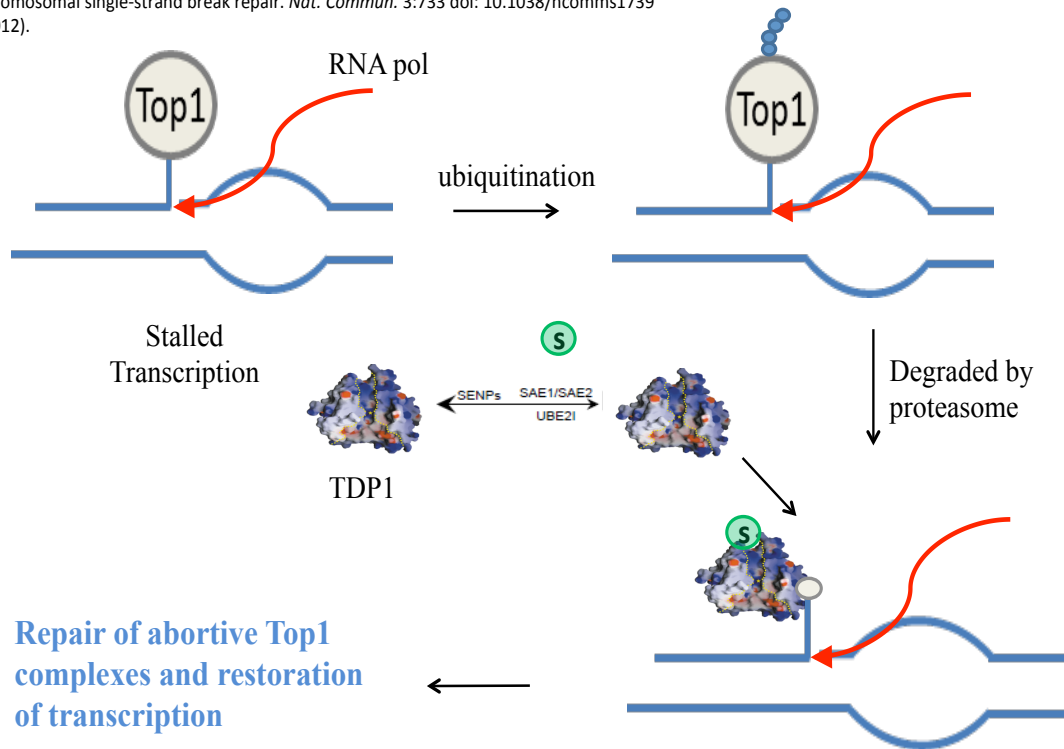 omosomal single-strand break repair. Nat. Commun. 3:733 doi: 10.1038/ncomms1739
012).
Top1
RNA pol
ubiquitination
Top1
Stalled
Transcription
S
SENPs
SAE1/SAE2
UBE2I
TDP1
Degraded by
proteasome
S
Repair of abortive Top1
complexes and restoration
of transcription